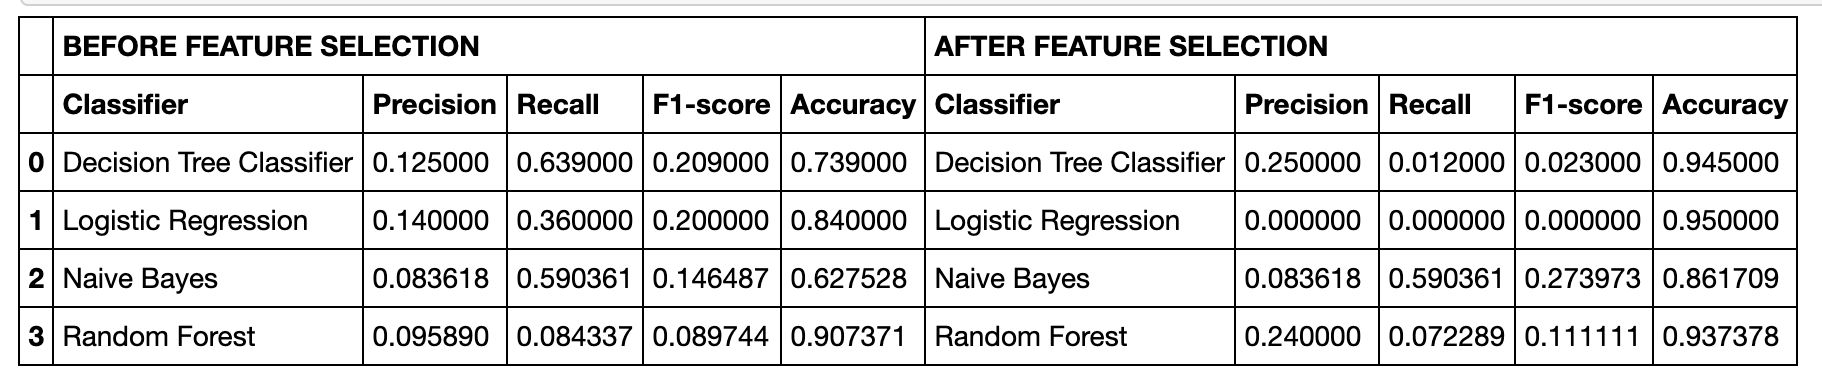 BEFORE FEATURE SELECTION AFTER FEATURE SELECTION
Classifier Precision Recall F1-score Accuracy Classifier Precision Recall F1-score Accuracy
0 Decision Tree Classifier 0.125000 0.639000 0.209000 0.739000 Decision Tree Classifier 0.250000 0.012000 0.023000 0.945000
1 Logistic Regression 0.140000 0.360000 0.200000 0.840000 Logistic Regression 0.000000 0.000000 0.000000 0.950000
2 Naive Bayes 0.083618 0.590361 0.146487 0.627528 Naive Bayes 0.083618 0.590361 0.273973 0.861709
3 Random Forest 0.095890 0.084337 0.089744 0.907371 Random Forest 0.240000 0.072289 0.111111 0.937378